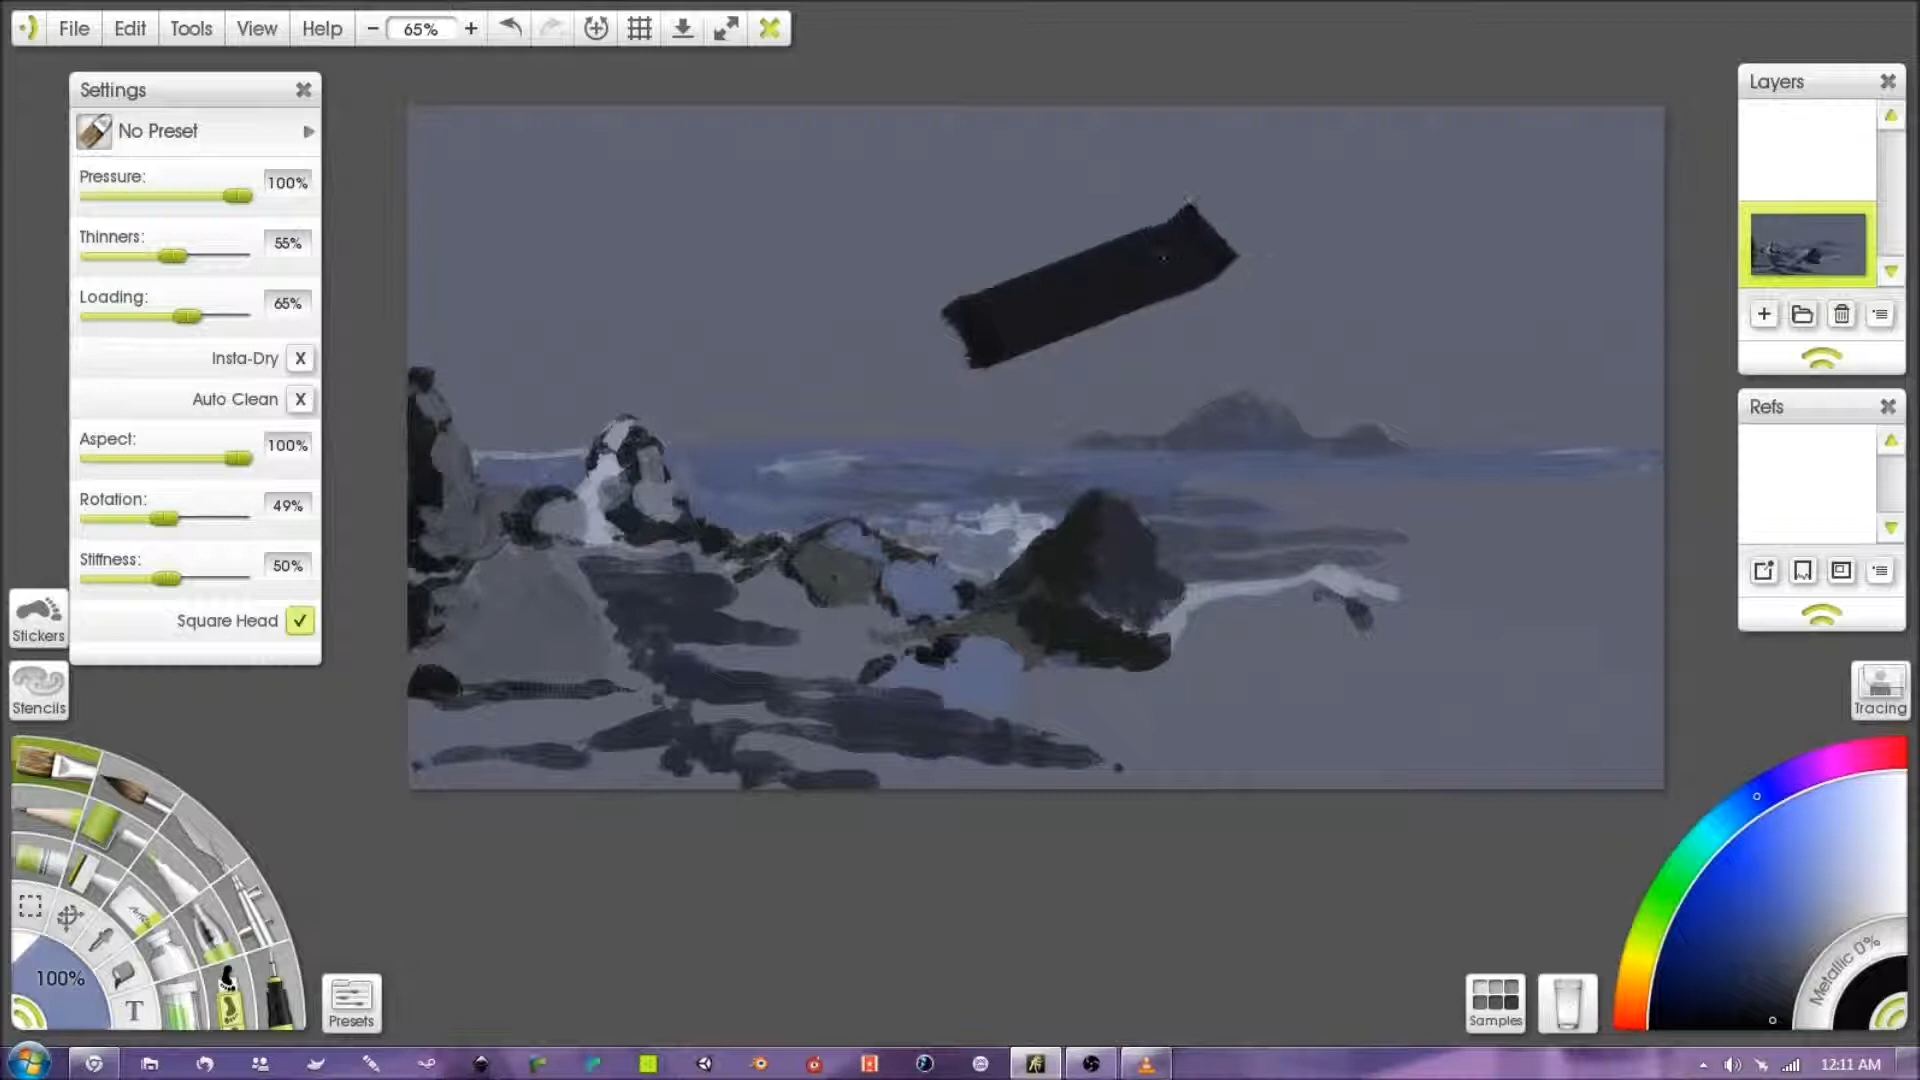 File Edit Tools View Help − 65% +
Settings
No Preset
Pressure: 100%
Thinners: 55%
Loading: 65%
Insta-Dry X
Auto Clean X
Aspect: 100%
Rotation: 49%
Stiffness: 50%
Square Head
Stickers
Stencils
100%
T
Presets
Layers
Refs
Tracing
Metallic 0%
Samples
12:11 AM